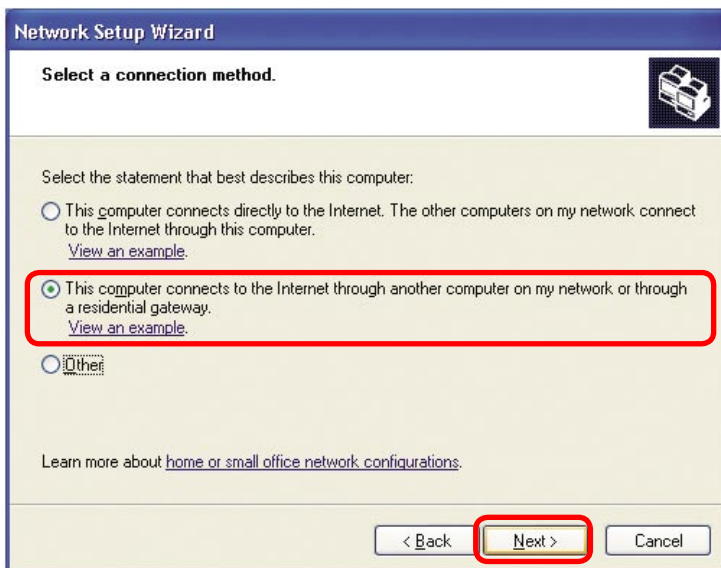 Network Setup Wizard
Select a connection method.
Select the statement that best describes this computer:
This computer connects directly to the Internet. The other computers on my network connect
to the Internet through this computer.
View an example.
This computer connects to the Internet through another computer on my network or through
a residential gateway.
View an example.
Other
Learn more about home or small office network configurations.
< Back
Next >
Cancel